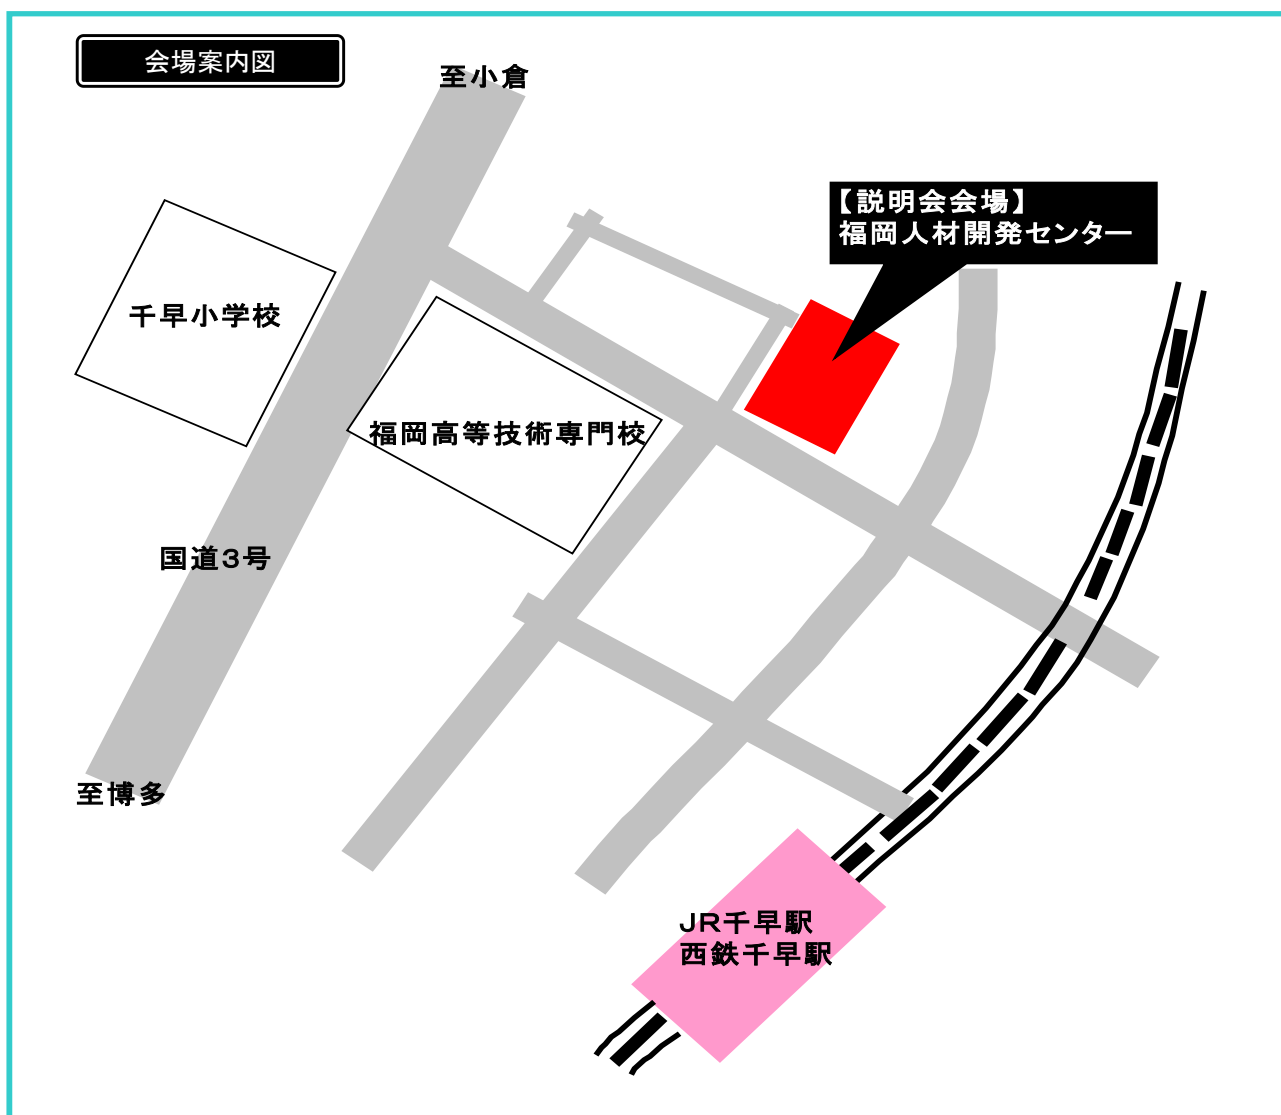 会場案内図
至小倉
【説明会会場】
福岡人材開発センター
千早小学校
福岡高等技術専門校
国道3号
至博多
JR千早駅
西鉄千早駅